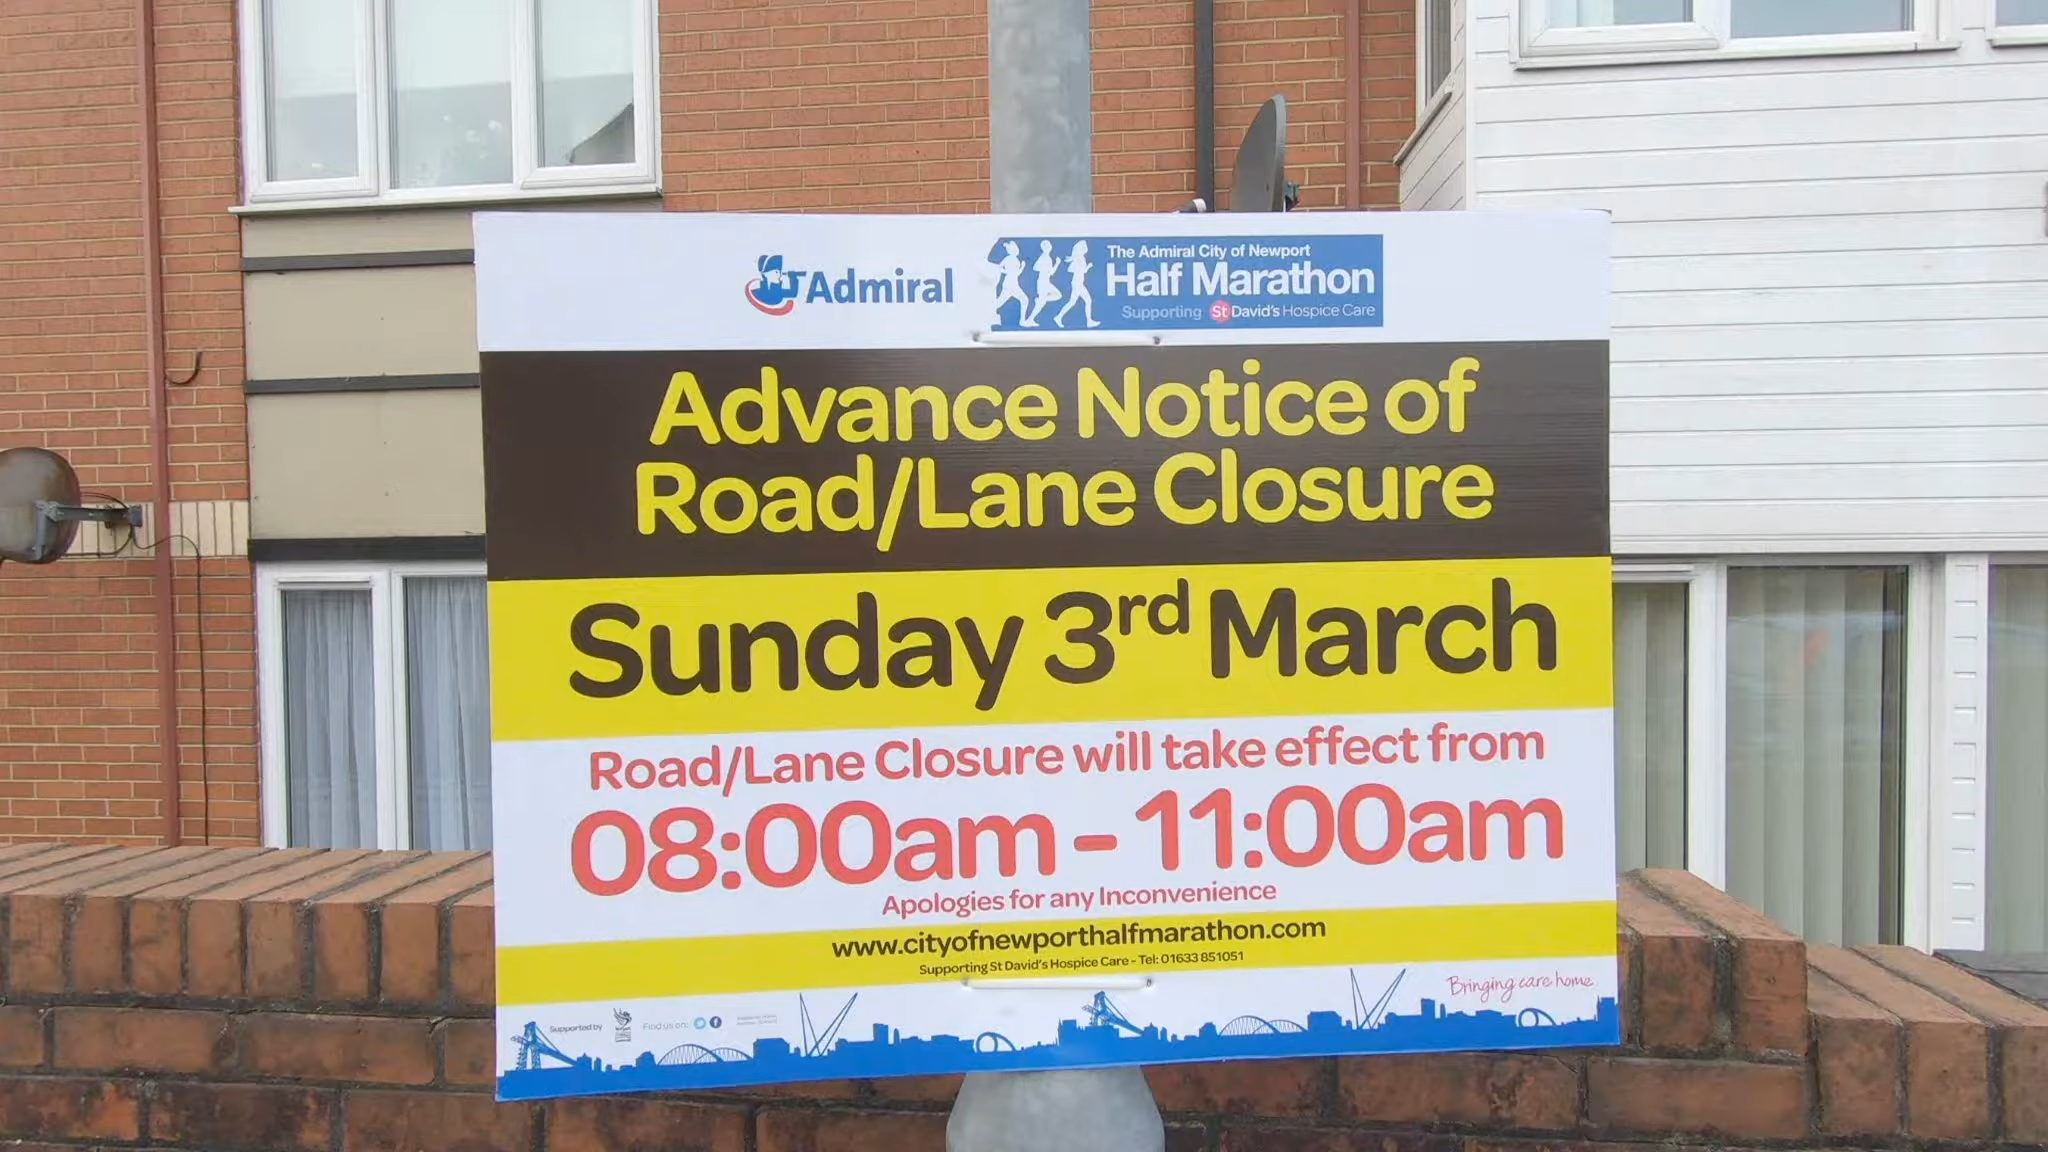 Admiral
The Admiral City of Newport
Half Marathon
Supporting St David's Hospice Care
Advance Notice of
Road/Lane Closure
Sunday 3rd March
Road/Lane Closure will take effect from
08:00am - 11:00am
Apologies for any Inconvenience
www.cityofnewporthalfmarathon.com
Supporting St David's Hospice Care - Tel: 01633 851051
Bringing care home
Supported by
Find us on: